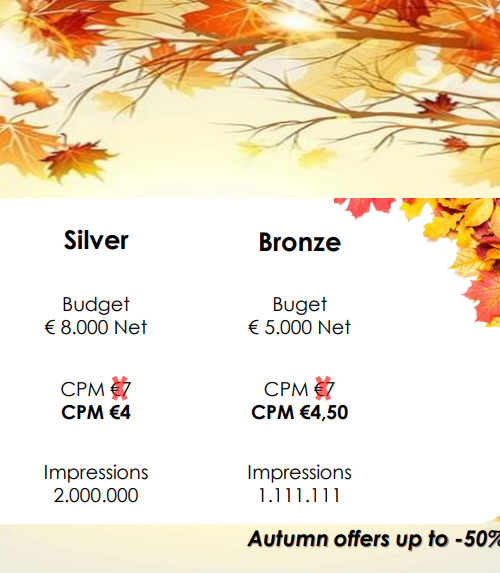 Silver
Budget
€ 8.000 Net
CPM €7
CPM €4
Impressions
2.000.000
Bronze
Buget
€ 5.000 Net
CPM €7
CPM €4,50
Impressions
1.111.111
Autumn offers up to -50%